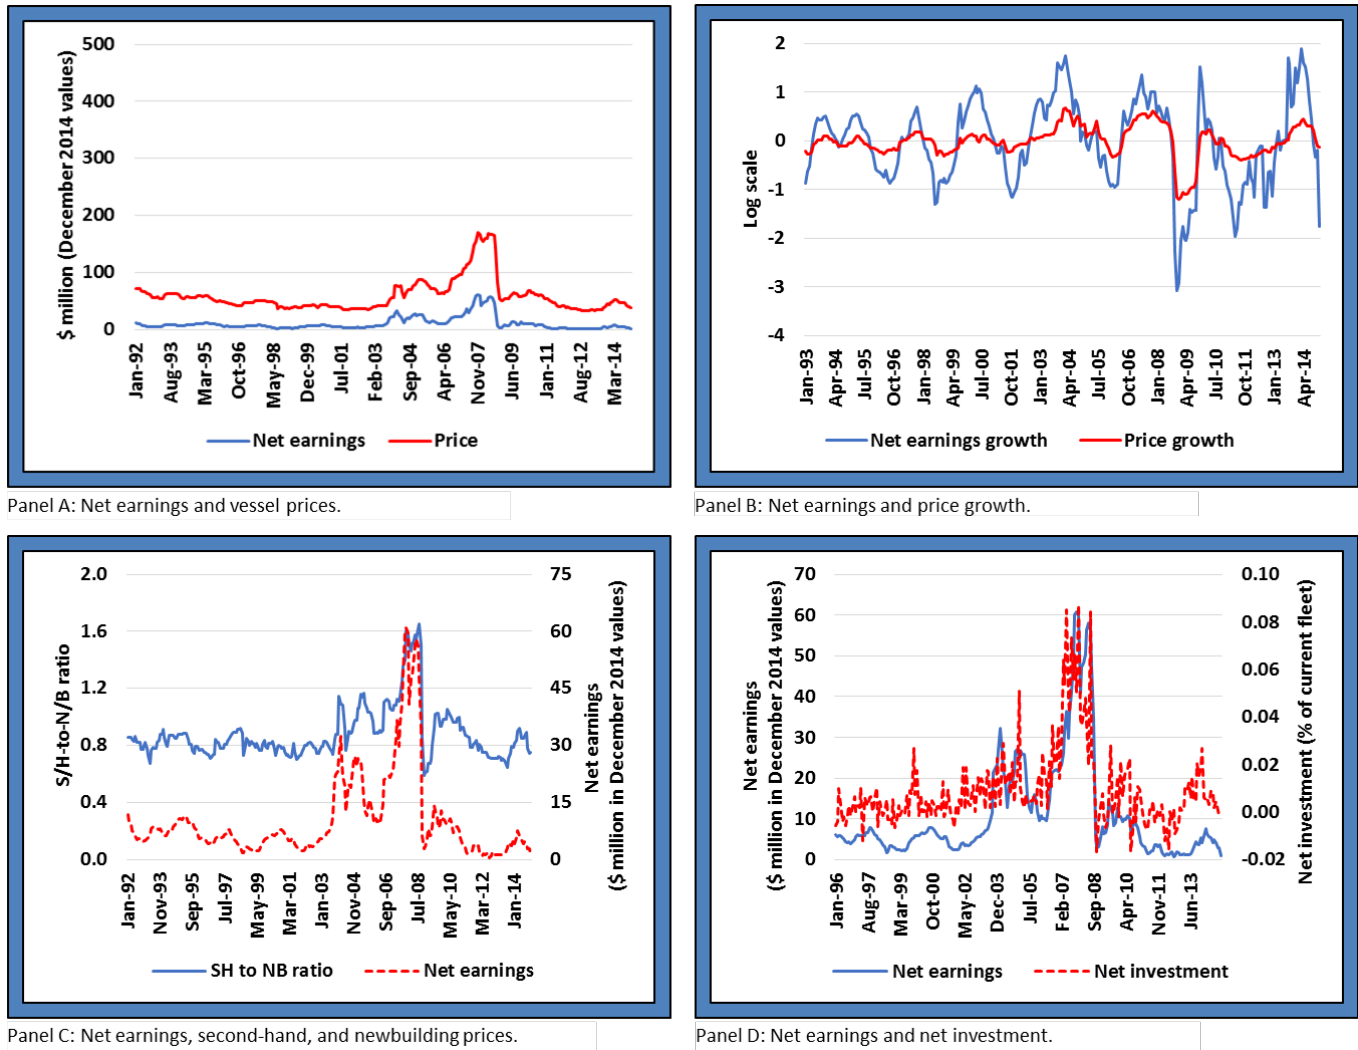 500
400
300
200
100
0
$ million (December 2014 values)
Jan-92
Aug-93
Mar-95
Oct-96
May-98
Dec-99
Jul-01
Feb-03
Sep-04
Apr-06
Nov-07
Jun-09
Jan-11
Aug-12
Mar-14
Net earnings
Price
Panel A: Net earnings and vessel prices.
2
1
0
-1
-2
-3
-4
Log scale
Jan-93
Apr-94
Jul-95
Oct-96
Jan-98
Apr-99
Jul-00
Oct-01
Jan-03
Apr-04
Jul-05
Oct-06
Jan-08
Apr-09
Jul-10
Oct-11
Jan-13
Apr-14
Net earnings growth
Price growth
Panel B: Net earnings and price growth.
2.0
1.6
1.2
0.8
0.4
0.0
S/H-to-N/B ratio
75
60
45
30
15
0
Net earnings
($ million in December 2014 values)
Jan-92
Nov-93
Sep-95
Jul-97
May-99
Mar-01
Jan-03
Nov-04
Sep-06
Jul-08
May-10
Mar-12
Jan-14
SH to NB ratio
Net earnings
Panel C: Net earnings, second-hand, and newbuilding prices.
70
60
50
40
30
20
10
0
Net earnings
($ million in December 2014 values)
0.10
0.08
0.06
0.04
0.02
0.00
-0.02
Net investment (% of current fleet)
Jan-96
Aug-97
Mar-99
Oct-00
May-02
Dec-03
Jul-05
Feb-07
Sep-08
Apr-10
Nov-11
Jun-13
Net earnings
Net investment
Panel D: Net earnings and net investment.